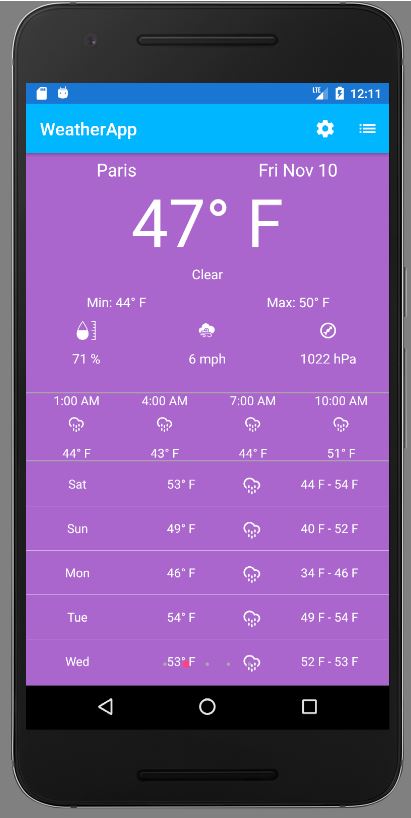 LTE 12:11
WeatherApp
Paris Fri Nov 10
47° F
Clear
Min: 44° F Max: 50° F
71 % 6 mph 1022 hPa
1:00 AM 4:00 AM 7:00 AM 10:00 AM
44° F 43° F 44° F 51° F
Sat 53° F 44 F - 54 F
Sun 49° F 40 F - 52 F
Mon 46° F 34 F - 46 F
Tue 54° F 49 F - 54 F
Wed 53° F 52 F - 53 F